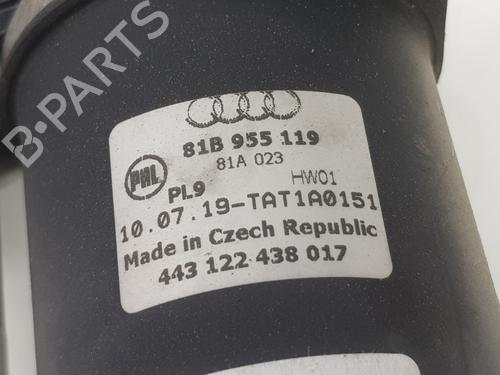 81B 955 119
81A 023
PAL
HW01
PL9
10.07.19-TAT1A0151
Made in Czech Republic
443 122 438 017
B-PARTS